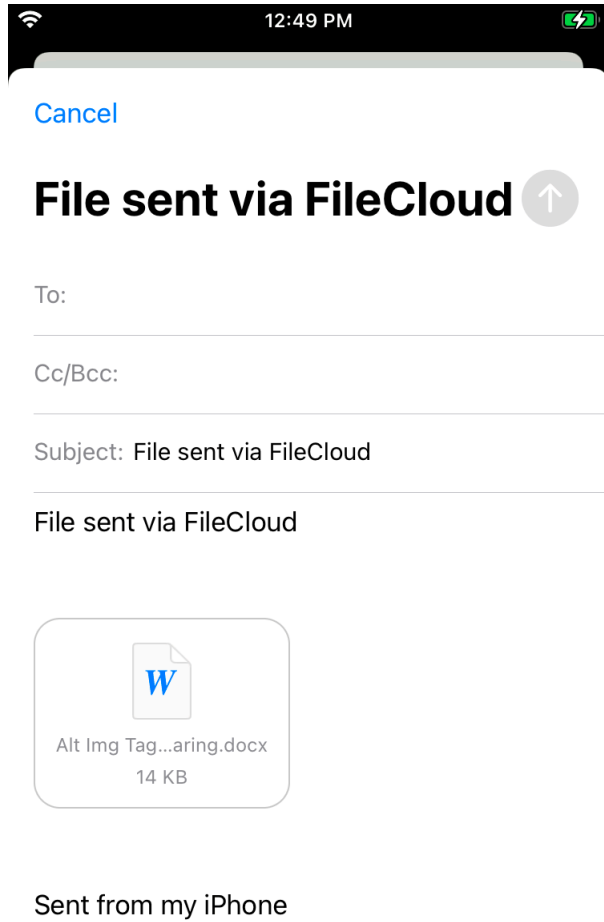 12:49 PM
Cancel
File sent via FileCloud
To:
Cc/Bcc:
Subject: File sent via FileCloud
File sent via FileCloud
W
Alt Img Tag...aring.docx
14 KB
Sent from my iPhone